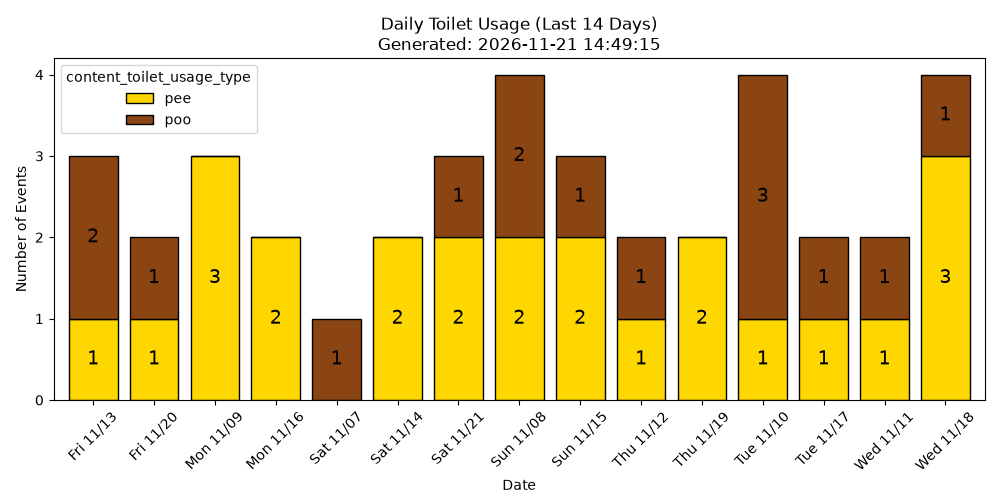 Daily Toilet Usage (Last 14 Days)
Generated: 2026-11-21 14:49:15
content_toilet_usage_type
pee
poo
Number of Events
4
3
2
1
0
2 1 3 2 1 2 1 2 1 1 2 3 1 1 1
1 1 2 2 2 2 1 1 1 1 3
Fri 11/13 Fri 11/20 Mon 11/09 Mon 11/16 Sat 11/07 Sat 11/14 Sat 11/21 Sun 11/08 Sun 11/15 Thu 11/12 Thu 11/19 Tue 11/10 Tue 11/17 Wed 11/11 Wed 11/18
Date